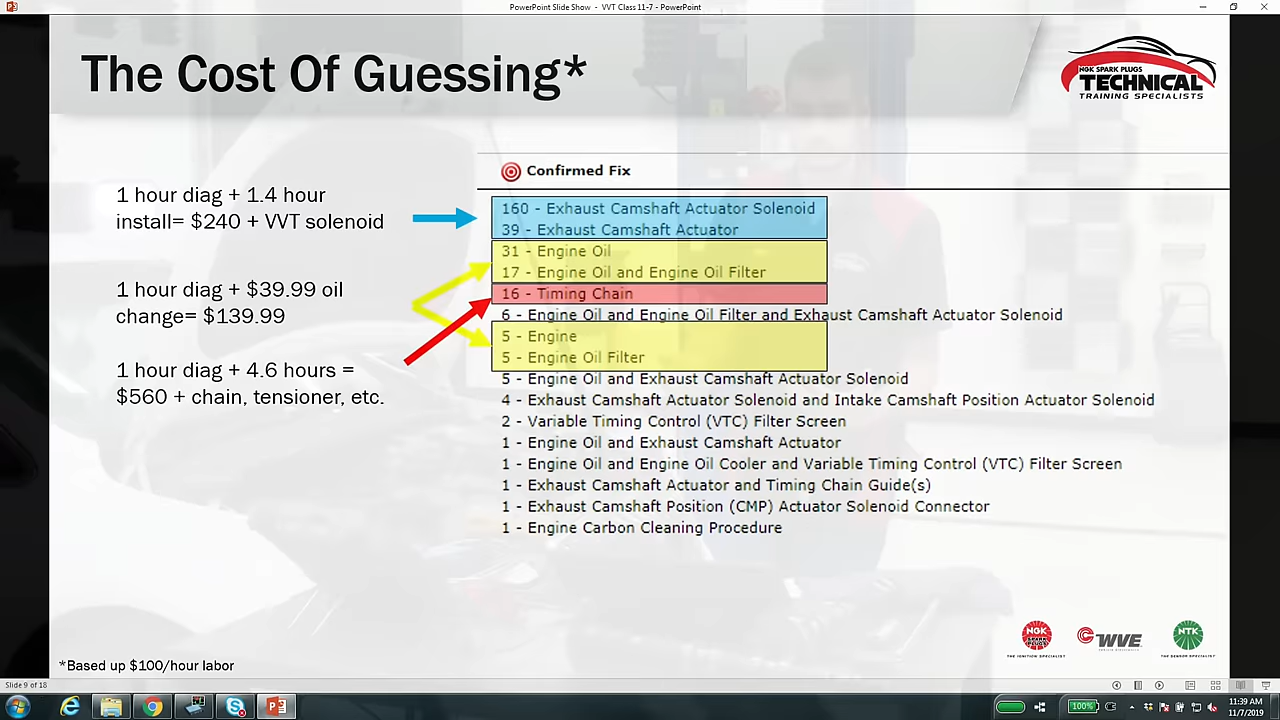 PowerPoint Slide Show - VVT Class 11-7 - PowerPoint
The Cost Of Guessing*
NGK SPARK PLUGS
TECHNICAL
TRAINING SPECIALISTS
1 hour diag + 1.4 hour
install= $240 + VVT solenoid
1 hour diag + $39.99 oil
change= $139.99
1 hour diag + 4.6 hours =
$560 + chain, tensioner, etc.
Confirmed Fix
160 - Exhaust Camshaft Actuator Solenoid
39 - Exhaust Camshaft Actuator
31 - Engine Oil
17 - Engine Oil and Engine Oil Filter
16 - Timing Chain
6 - Engine Oil and Engine Oil Filter and Exhaust Camshaft Actuator Solenoid
5 - Engine
5 - Engine Oil Filter
5 - Engine Oil and Exhaust Camshaft Actuator Solenoid
4 - Exhaust Camshaft Actuator Solenoid and Intake Camshaft Position Actuator Solenoid
2 - Variable Timing Control (VTC) Filter Screen
1 - Engine Oil and Exhaust Camshaft Actuator
1 - Engine Oil and Engine Oil Cooler and Variable Timing Control (VTC) Filter Screen
1 - Exhaust Camshaft Actuator and Timing Chain Guide(s)
1 - Exhaust Camshaft Position (CMP) Actuator Solenoid Connector
1 - Engine Carbon Cleaning Procedure
NGK
SPARK
PLUGS
THE IGNITION SPECIALIST
WVE
NTK
THE SENSOR SPECIALIST
*Based up $100/hour labor
Slide 9 of 18
100%
11:39 AM
11/7/2019